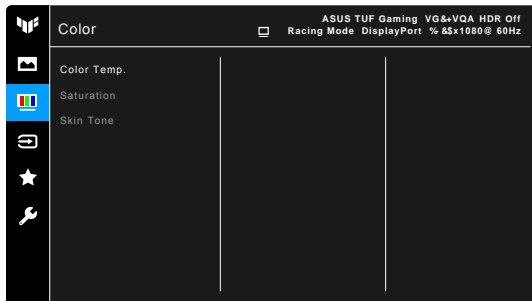 Color
ASUS TUF Gaming VG&+VQA HDR Off
Racing Mode DisplayPort % &$x1080@ 60Hz
Color Temp.
Saturation
Skin Tone